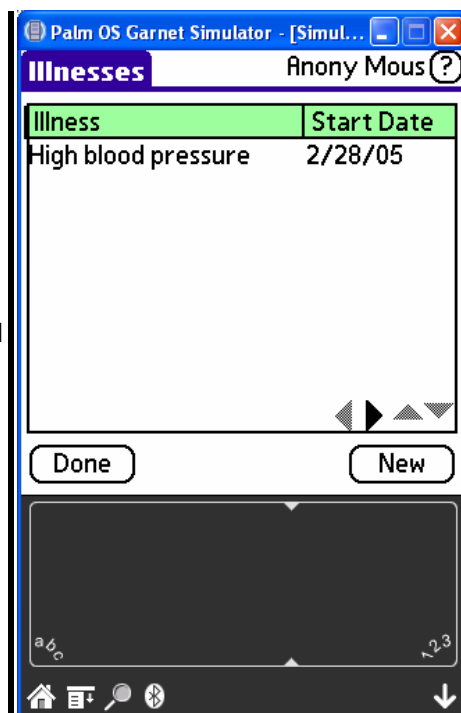 Palm OS Garnet Simulator - [Simul...
Illnesses Anony Mous ?
Illness Start Date
High blood pressure 2/28/05
Done New
abc 123